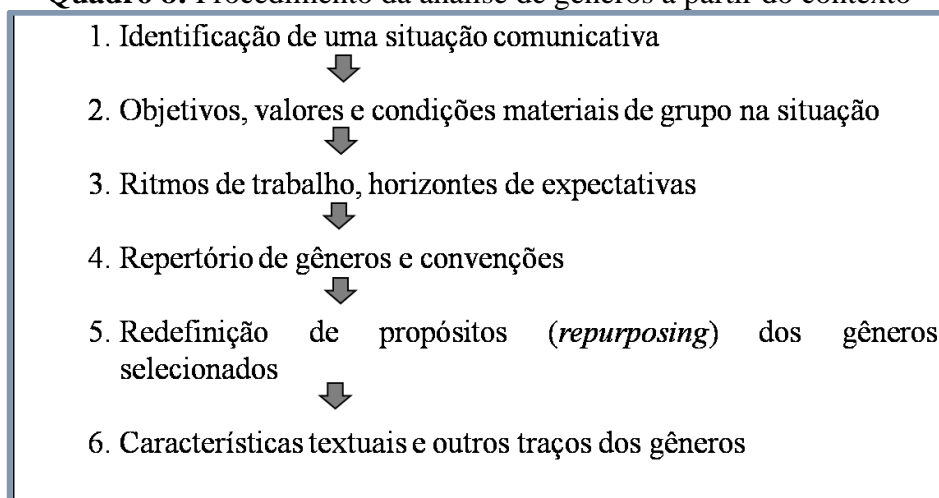 Quadro 8: Procedimento da análise de gêneros a partir do contexto
1. Identificação de uma situação comunicativa
2. Objetivos, valores e condições materiais de grupo na situação
3. Ritmos de trabalho, horizontes de expectativas
4. Repertório de gêneros e convenções
5. Redefinição de propósitos (repurposing) dos gêneros
selecionados
6. Características textuais e outros traços dos gêneros